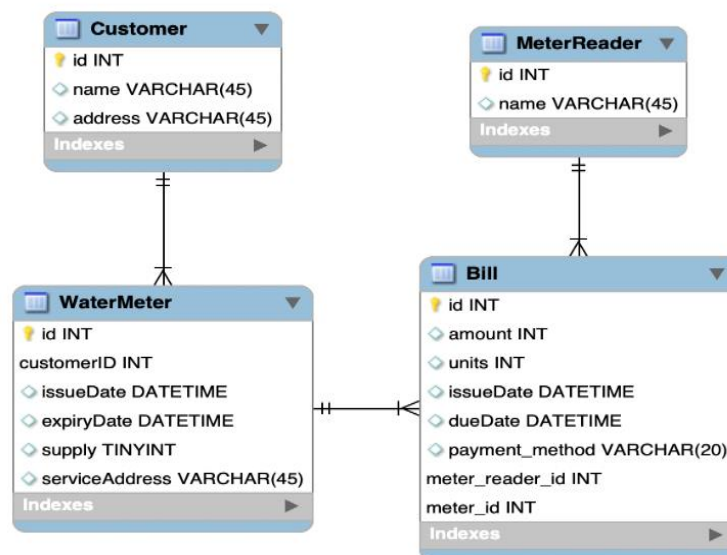 Customer
id INT
name VARCHAR(45)
address VARCHAR(45)
Indexes
MeterReader
id INT
name VARCHAR(45)
Indexes
WaterMeter
id INT
customerID INT
issueDate DATETIME
expiryDate DATETIME
supply TINYINT
serviceAddress VARCHAR(45)
Indexes
Bill
id INT
amount INT
units INT
issueDate DATETIME
dueDate DATETIME
payment_method VARCHAR(20)
meter_reader_id INT
meter_id INT
Indexes